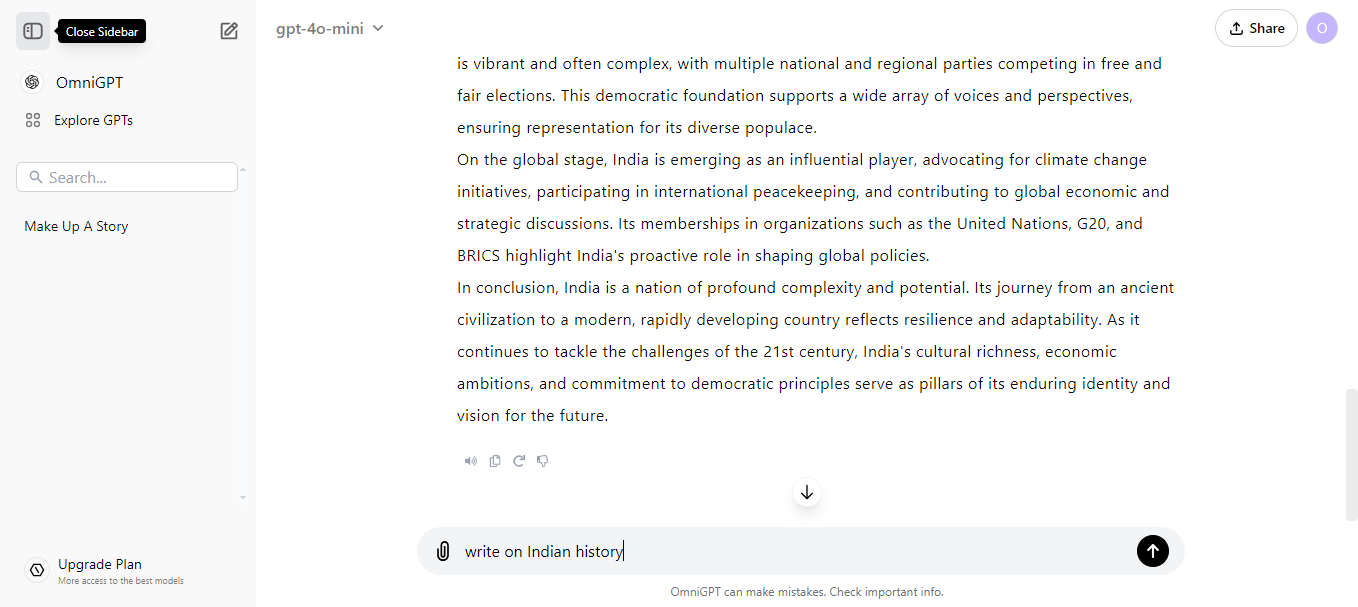 Close Sidebar
OmniGPT
Explore GPTs
Search...
Make Up A Story
Upgrade Plan
More access to the best models
gpt-4o-mini
Share
O
is vibrant and often complex, with multiple national and regional parties competing in free and
fair elections. This democratic foundation supports a wide array of voices and perspectives,
ensuring representation for its diverse populace.
On the global stage, India is emerging as an influential player, advocating for climate change
initiatives, participating in international peacekeeping, and contributing to global economic and
strategic discussions. Its memberships in organizations such as the United Nations, G20, and
BRICS highlight India's proactive role in shaping global policies.
In conclusion, India is a nation of profound complexity and potential. Its journey from an ancient
civilization to a modern, rapidly developing country reflects resilience and adaptability. As it
continues to tackle the challenges of the 21st century, India's cultural richness, economic
ambitions, and commitment to democratic principles serve as pillars of its enduring identity and
vision for the future.
write on Indian history
OmniGPT can make mistakes. Check important info.